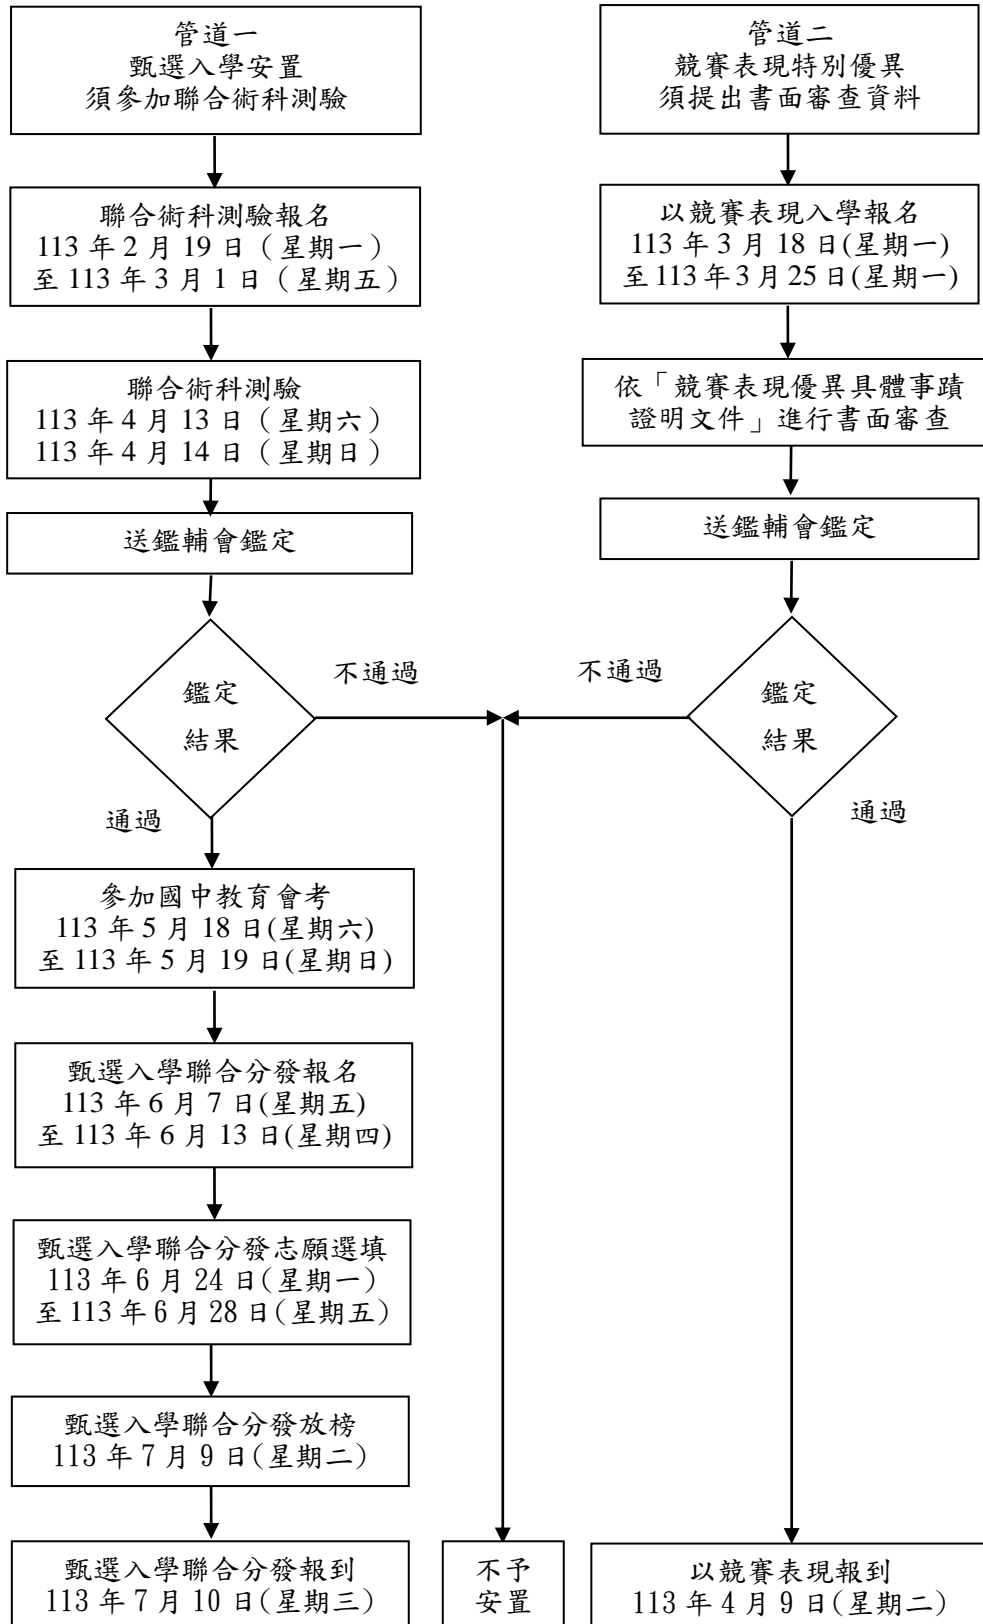 管道一
甄選入學安置
須參加聯合術科測驗
聯合術科測驗報名
113 年 2 月 19 日（星期一）
至 113 年 3 月 1 日（星期五）
聯合術科測驗
113 年 4 月 13 日（星期六）
113 年 4 月 14 日（星期日）
送鑑輔會鑑定
鑑定
結果
不通過
通過
參加國中教育會考
113 年 5 月 18 日(星期六)
至 113 年 5 月 19 日(星期日)
甄選入學聯合分發報名
113 年 6 月 7 日(星期五)
至 113 年 6 月 13 日(星期四)
甄選入學聯合分發志願選填
113 年 6 月 24 日(星期一)
至 113 年 6 月 28 日(星期五)
甄選入學聯合分發放榜
113 年 7 月 9 日(星期二)
甄選入學聯合分發報到
113 年 7 月 10 日(星期三)
管道二
競賽表現特別優異
須提出書面審查資料
以競賽表現入學報名
113 年 3 月 18 日(星期一)
至 113 年 3 月 25 日(星期一)
依「競賽表現優異具體事蹟
證明文件」進行書面審查
送鑑輔會鑑定
鑑定
結果
不通過
通過
不予
安置
以競賽表現報到
113 年 4 月 9 日(星期二)